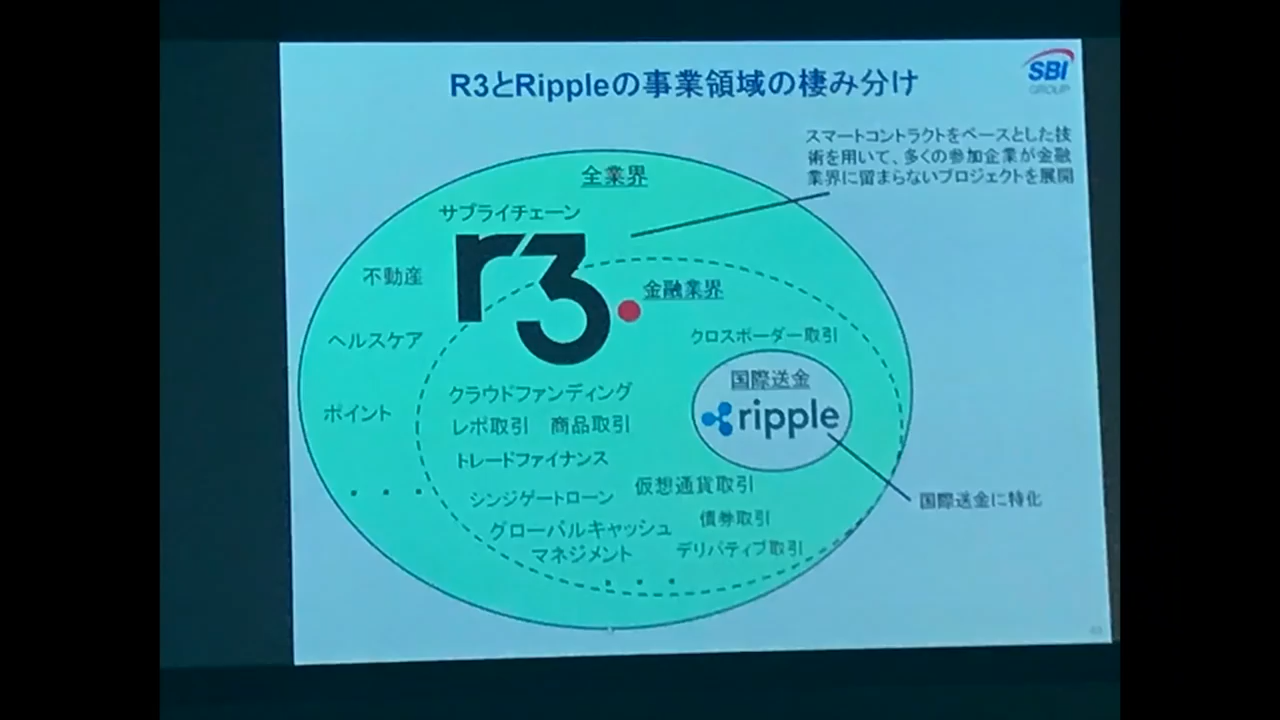 R3とRippleの事業領域の棲み分け
SBI
GROUP
スマートコントラクトをベースとした技
術を用いて、多くの参加企業が金融
業界に留まらないプロジェクトを展開
全業界
サプライチェーン
r3.
不動産
金融業界
ヘルスケア
クロスボーダー取引
国際送金
ripple
クラウドファンディング
ポイント
レポ取引 商品取引
トレードファイナンス
・・・
シンジケートローン
仮想通貨取引
国際送金に特化
グローバルキャッシュ
マネジメント
債券取引
デリバティブ取引
・・・